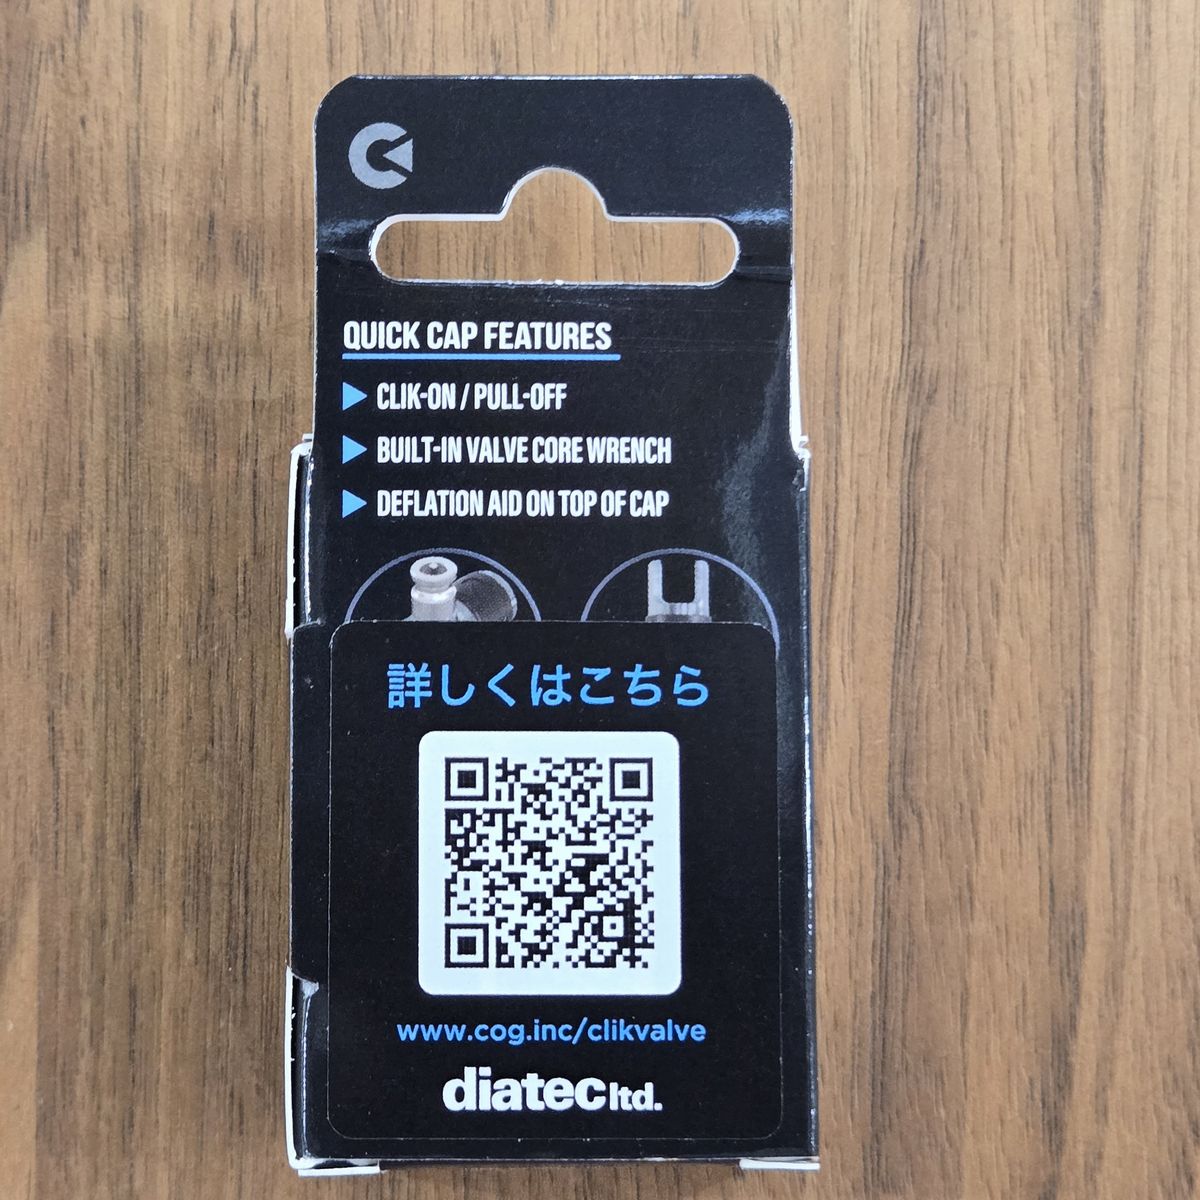 QUICK CAP FEATURES
CLIK-ON / PULL-OFF
BUILT-IN VALVE CORE WRENCH
DEFLATION AID ON TOP OF CAP
詳しくはこちら
www.cog.inc/clikvalve
diatec ltd.